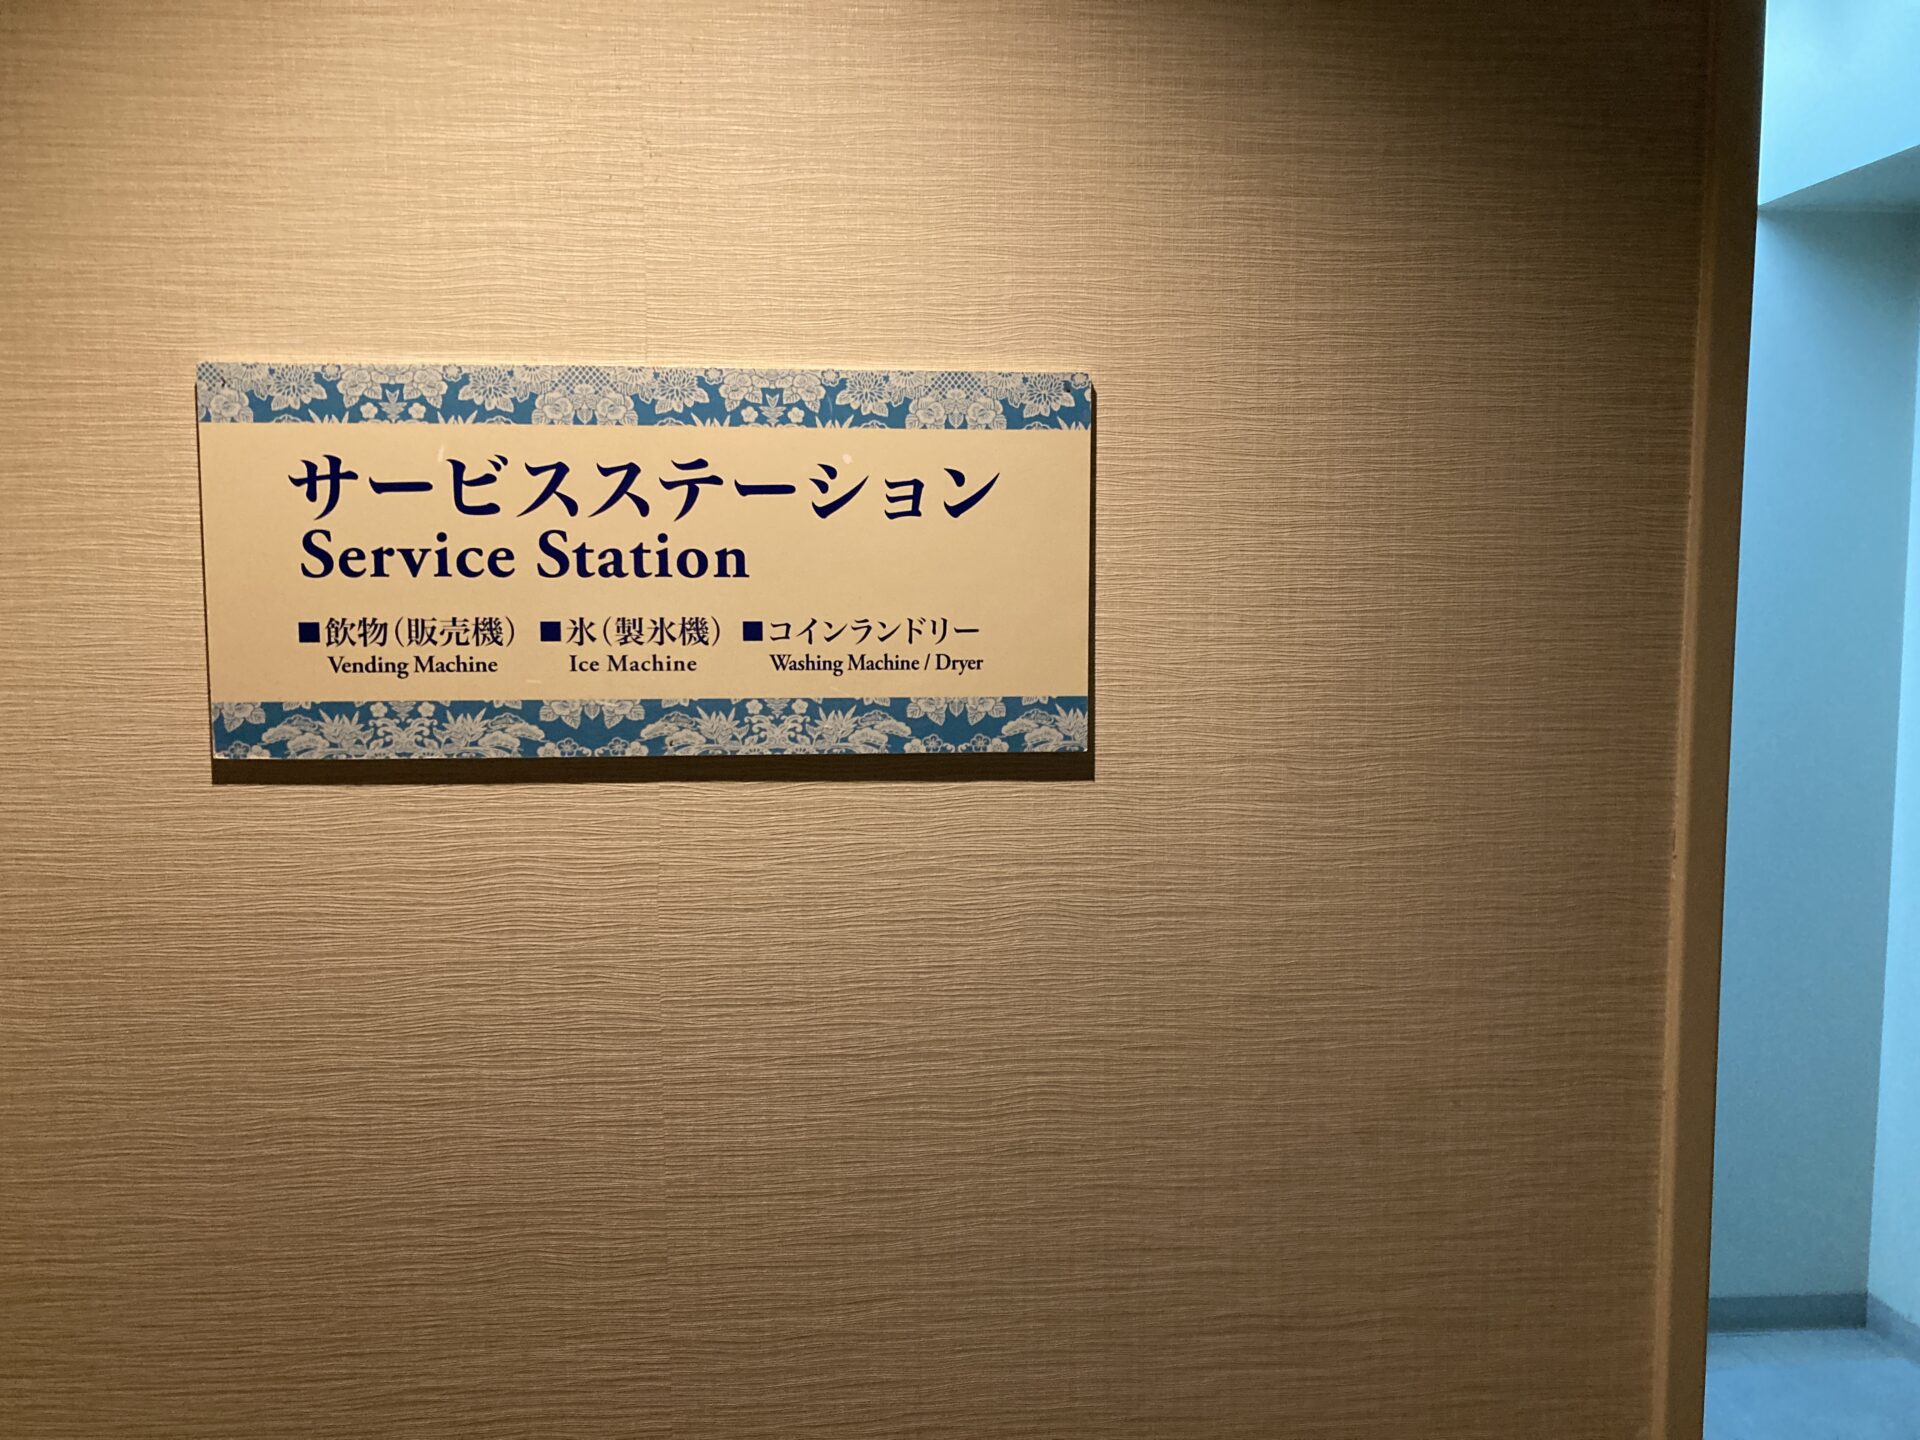 サービスステーション
Service Station
■飲物（販売機） ■氷（製氷機） ■コインランドリー
Vending Machine Ice Machine Washing Machine / Dryer